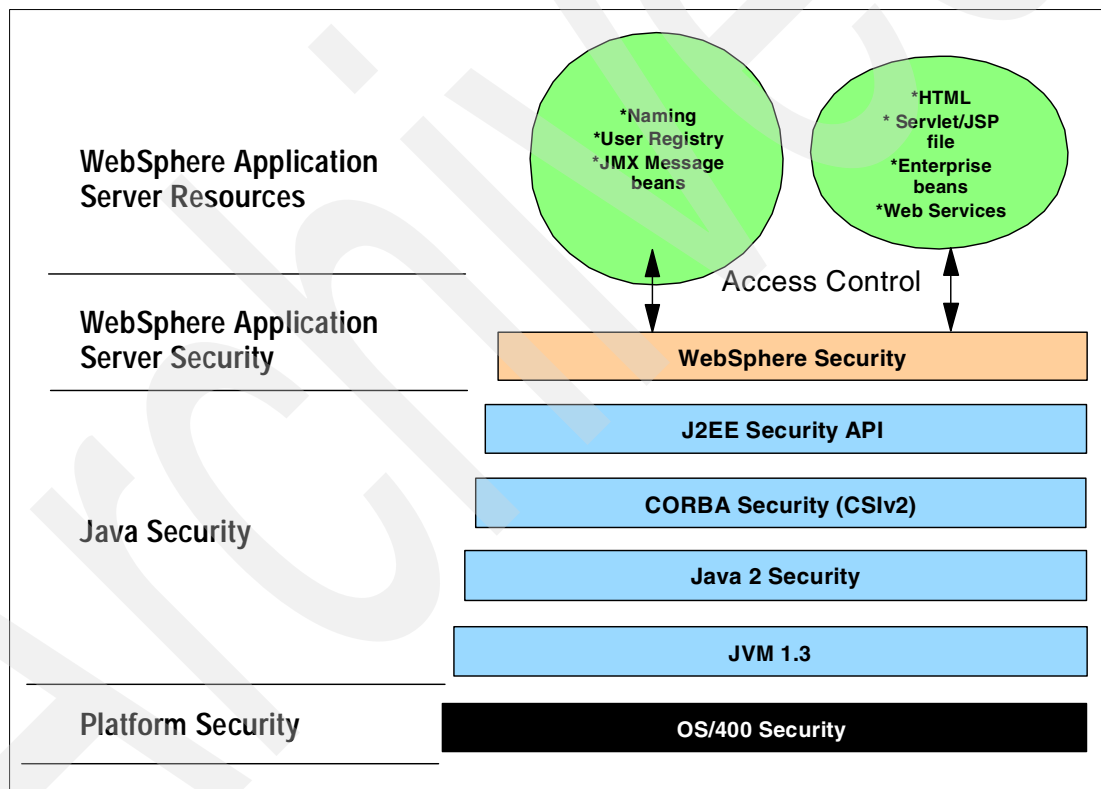 *Naming
*User Registry
*JMX Message
beans
*HTML
* Servlet/JSP
file
*Enterprise
beans
*Web Services
WebSphere Application
Server Resources
Access Control
WebSphere Application
Server Security
WebSphere Security
J2EE Security API
CORBA Security (CSIv2)
Java Security
Java 2 Security
JVM 1.3
Platform Security
OS/400 Security